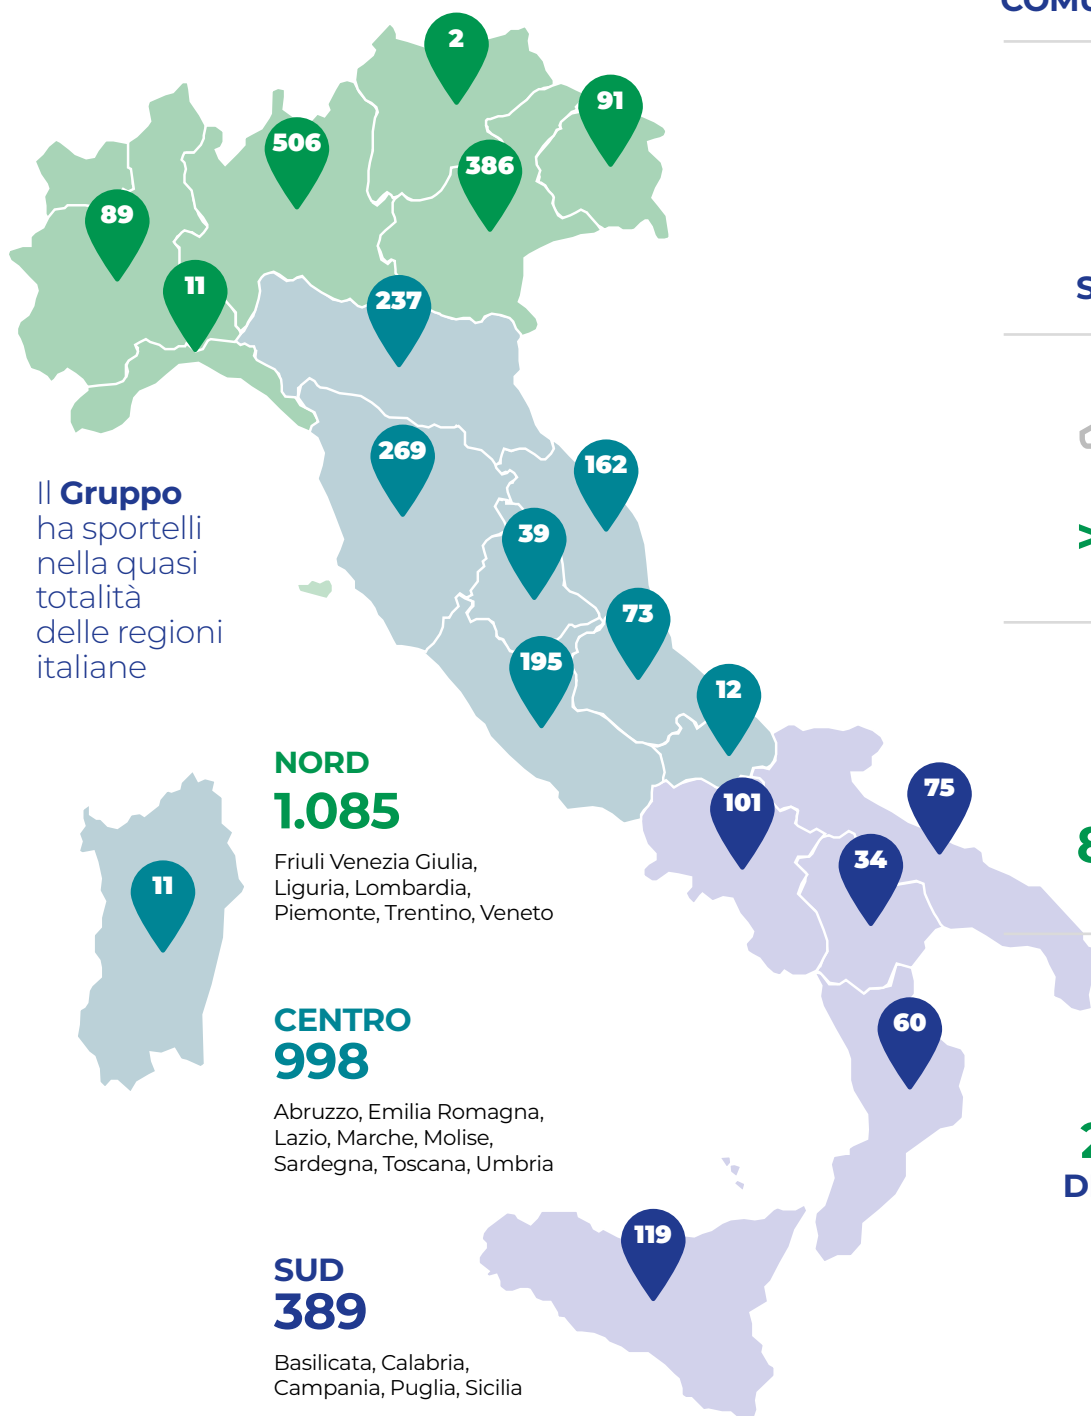 COMU
2
91
506
386
89
11
237
S
269
162
Il Gruppo
ha sportelli
nella quasi
totalità
delle regioni
italiane
39
>
73
195
12
NORD
1.085
Friuli Venezia Giulia,
Liguria, Lombardia,
Piemonte, Trentino, Veneto
101
75
34
8
11
CENTRO
998
Abruzzo, Emilia Romagna,
Lazio, Marche, Molise,
Sardegna, Toscana, Umbria
60
2
D
119
SUD
389
Basilicata, Calabria,
Campania, Puglia, Sicilia